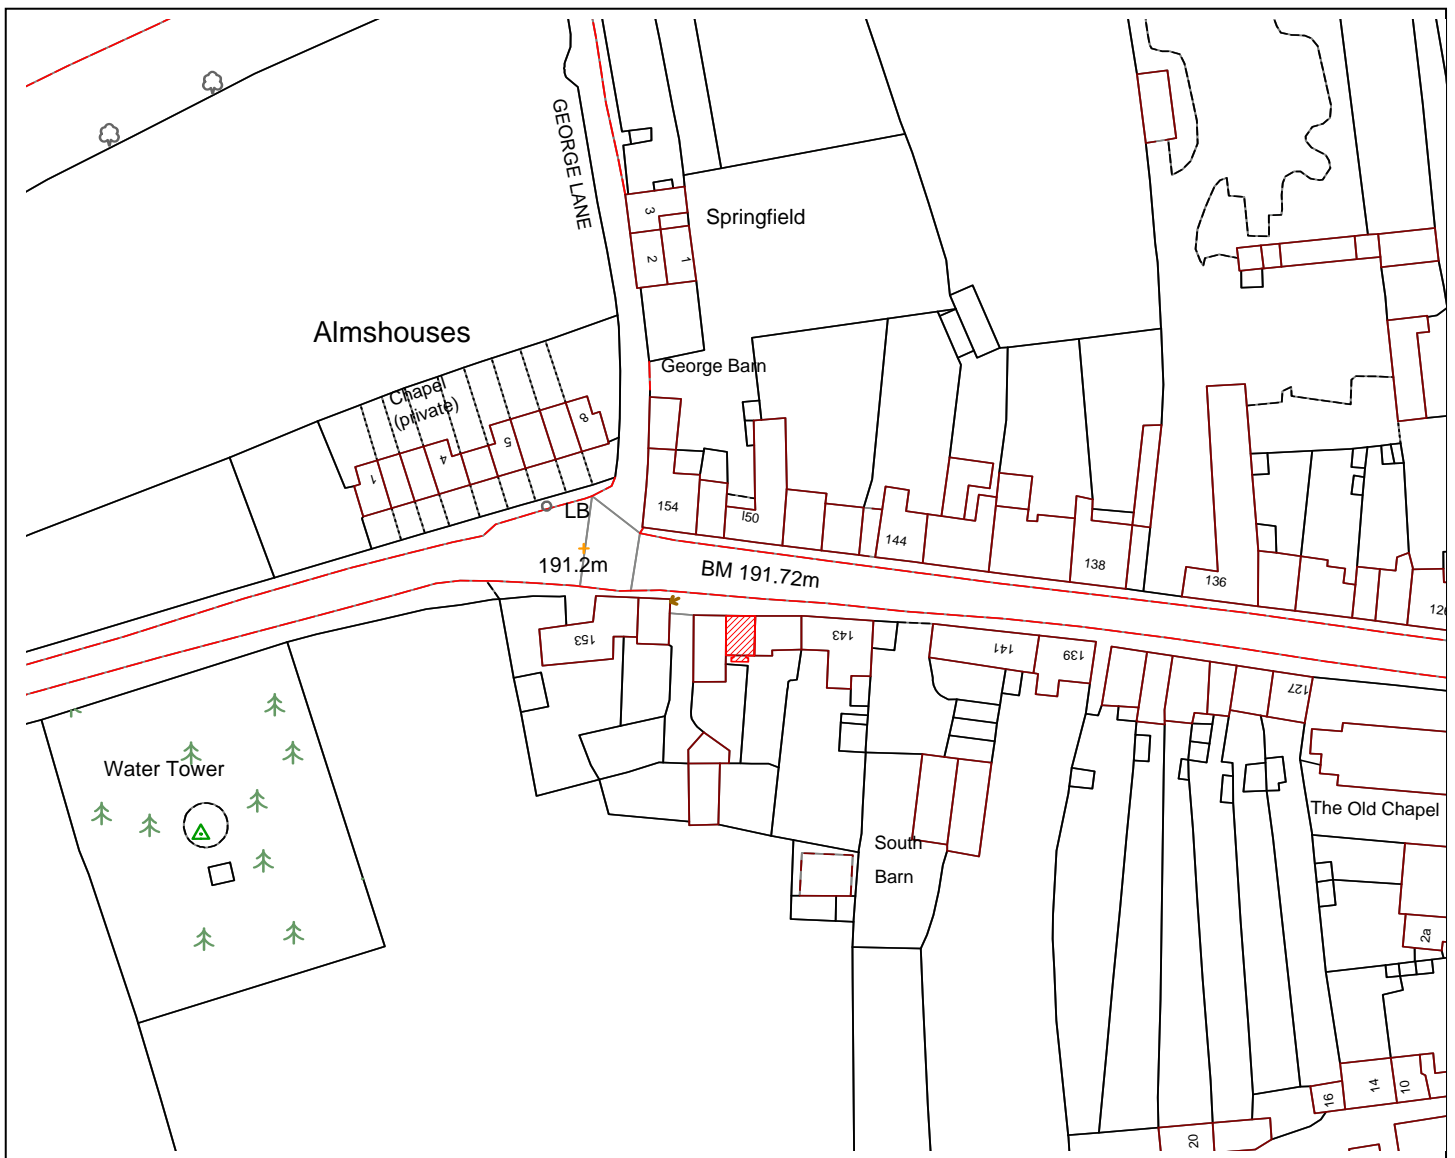 GEORGE LANE
3
Springfield
2
1
Almshouses
George Barn
Chapel
(private)
8
5
4
1
LB
154
150
144
138
136
126
191.2m
BM 191.72m
153
143
141
139
127
Water Tower
The Old Chapel
South
Barn
2a
16
14
10
20